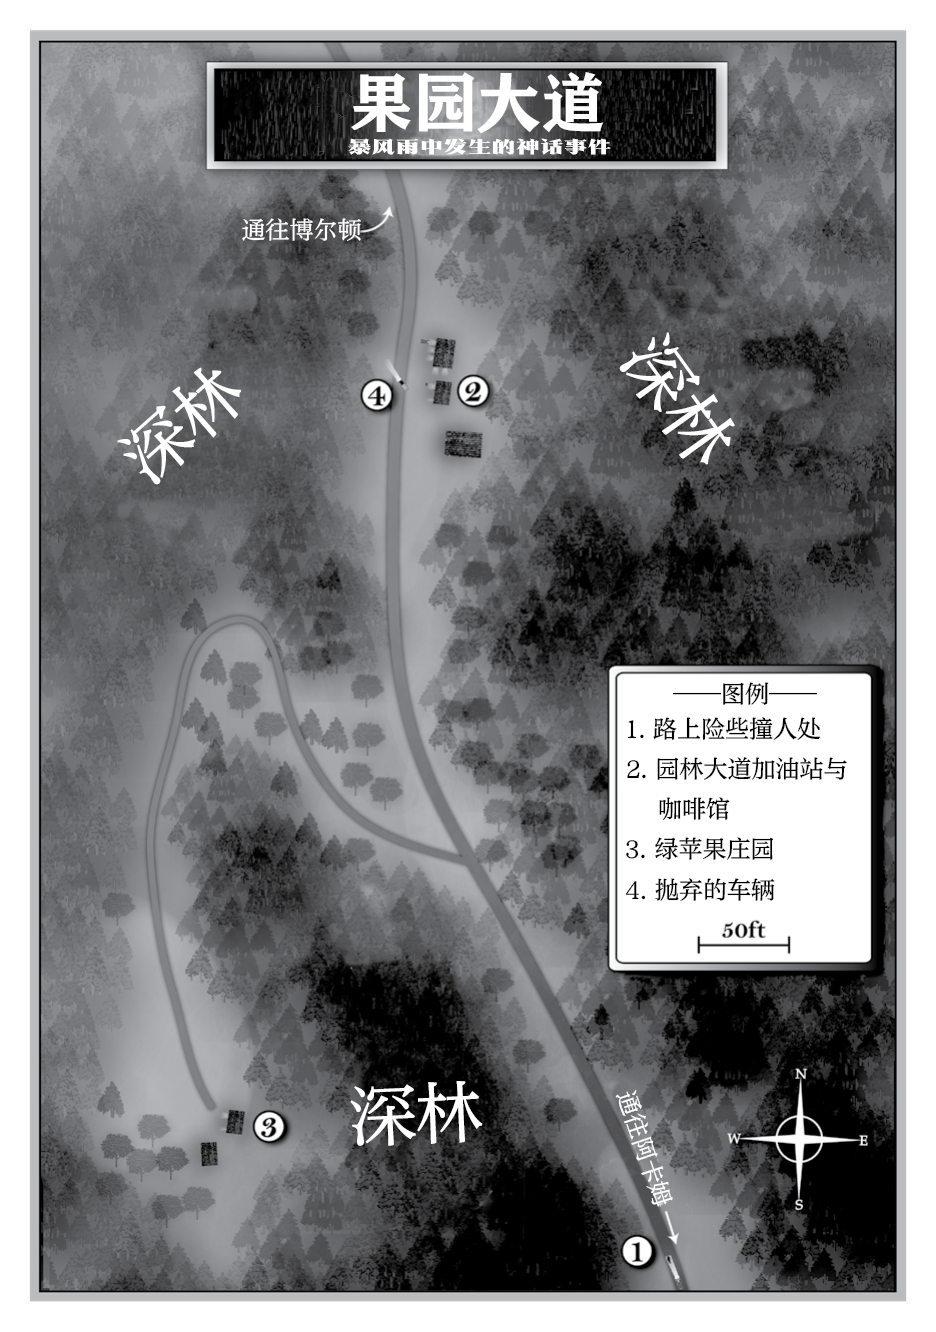 果园大道
暴风雨中发生的神话事件
通往博尔顿
深林
深林
4
2
图例
1. 路上险些撞人处
2. 园林大道加油站与
咖啡馆
3. 绿苹果庄园
4. 抛弃的车辆
50ft
N
W
E
S
3
深林
通往阿卡姆
1